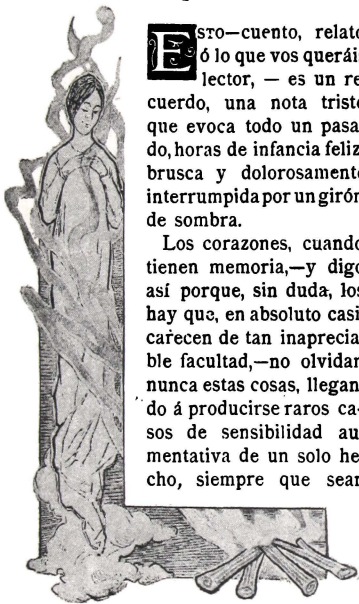 Esto—cuento, relato
ó lo que vos queráis
lector, — es un re
cuerdo, una nota triste
que evoca todo un pasa
do, horas de infancia feliz
brusca y dolorosamente
interrumpida por un girón
de sombra.
Los corazones, cuando
tienen memoria,—y digo
así porque, sin duda, los
hay que, en absoluto casi
carecen de tan inaprecia
ble facultad,—no olvidan
nunca estas cosas, llegan
do á producirse raros ca-
sos de sensibilidad au
mentativa de un solo he
cho, siempre que sean